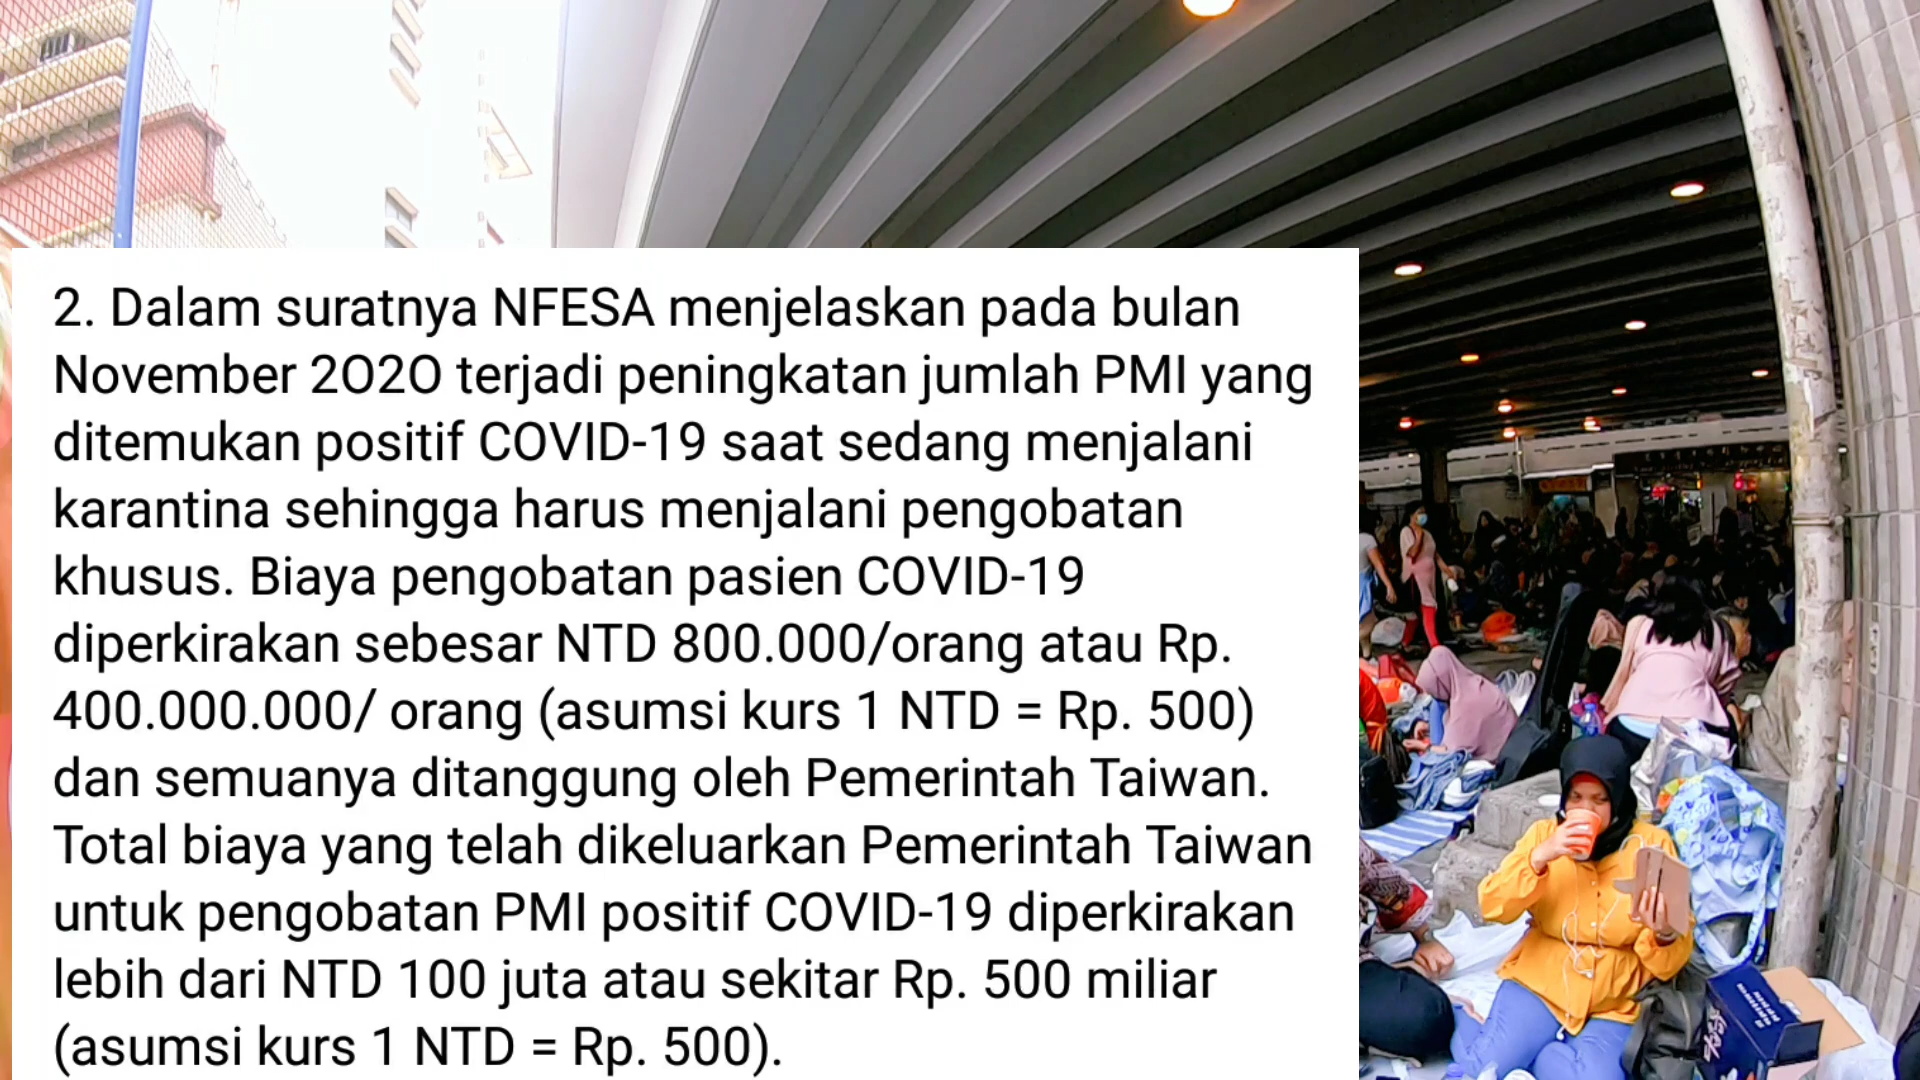 2. Dalam suratnya NFESA menjelaskan pada bulan
November 2O2O terjadi peningkatan jumlah PMI yang
ditemukan positif COVID-19 saat sedang menjalani
karantina sehingga harus menjalani pengobatan
khusus. Biaya pengobatan pasien COVID-19
diperkirakan sebesar NTD 800.000/orang atau Rp.
400.000.000/ orang (asumsi kurs 1 NTD = Rp. 500)
dan semuanya ditanggung oleh Pemerintah Taiwan.
Total biaya yang telah dikeluarkan Pemerintah Taiwan
untuk pengobatan PMI positif COVID-19 diperkirakan
lebih dari NTD 100 juta atau sekitar Rp. 500 miliar
(asumsi kurs 1 NTD = Rp. 500).